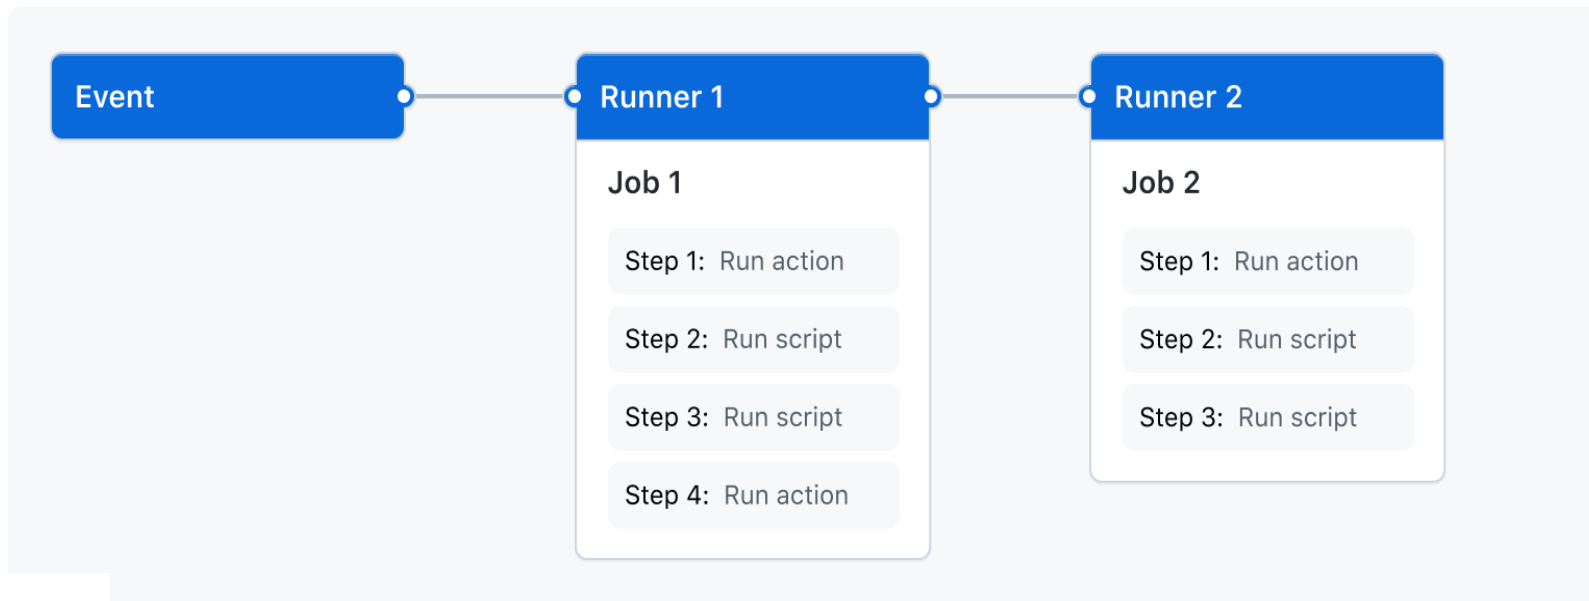 Event
Runner 1
Job 1
Step 1: Run action
Step 2: Run script
Step 3: Run script
Step 4: Run action
Runner 2
Job 2
Step 1: Run action
Step 2: Run script
Step 3: Run script